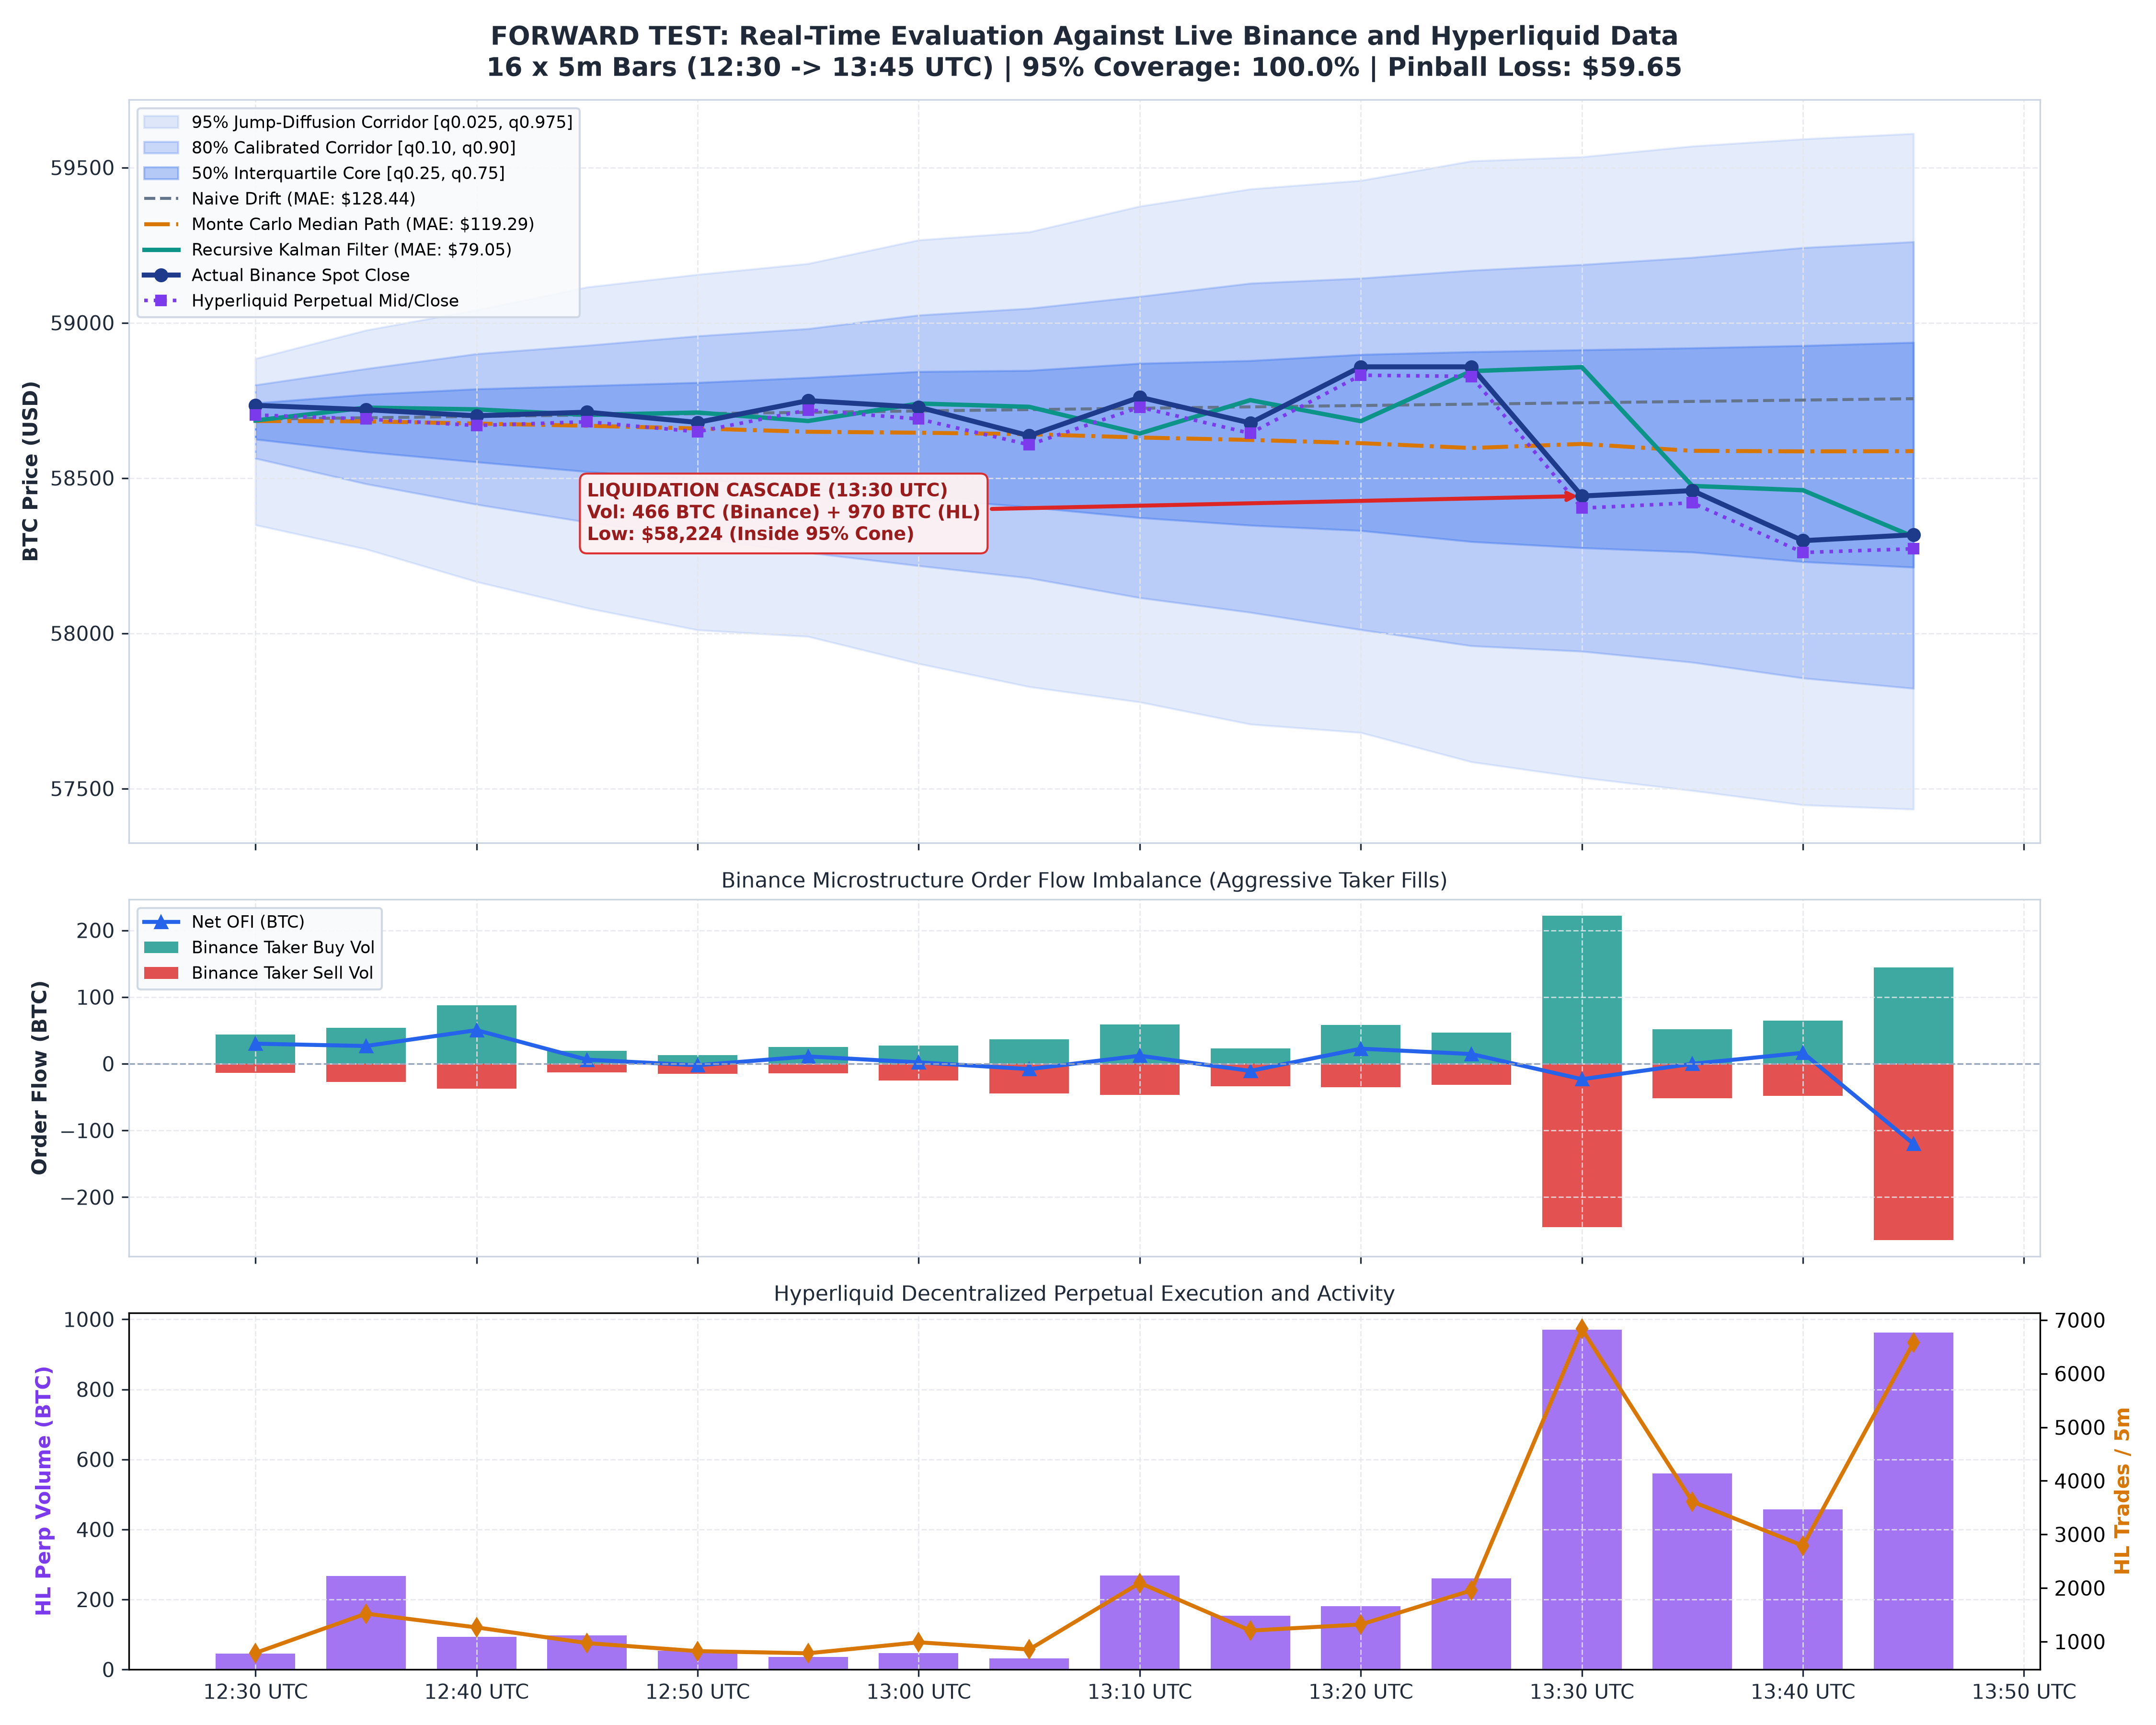 FORWARD TEST: Real-Time Evaluation Against Live Binance and Hyperliquid Data
16 x 5m Bars (12:30 -> 13:45 UTC) | 95% Coverage: 100.0% | Pinball Loss: $59.65
95% Jump-Diffusion Corridor [q0.025, q0.975]
80% Calibrated Corridor [q0.10, q0.90]
50% Interquartile Core [q0.25, q0.75]
Naive Drift (MAE: $128.44)
Monte Carlo Median Path (MAE: $119.29)
Recursive Kalman Filter (MAE: $79.05)
Actual Binance Spot Close
Hyperliquid Perpetual Mid/Close
BTC Price (USD)
59500
59000
58500
58000
57500
LIQUIDATION CASCADE (13:30 UTC)
Vol: 466 BTC (Binance) + 970 BTC (HL)
Low: $58,224 (Inside 95% Cone)
Binance Microstructure Order Flow Imbalance (Aggressive Taker Fills)
Net OFI (BTC)
Binance Taker Buy Vol
Binance Taker Sell Vol
Order Flow (BTC)
200
100
0
−100
−200
Hyperliquid Decentralized Perpetual Execution and Activity
HL Perp Volume (BTC)
1000
800
600
400
200
0
7000
6000
5000
4000
3000
2000
1000
HL Trades / 5m
12:30 UTC
12:40 UTC
12:50 UTC
13:00 UTC
13:10 UTC
13:20 UTC
13:30 UTC
13:40 UTC
13:50 UTC